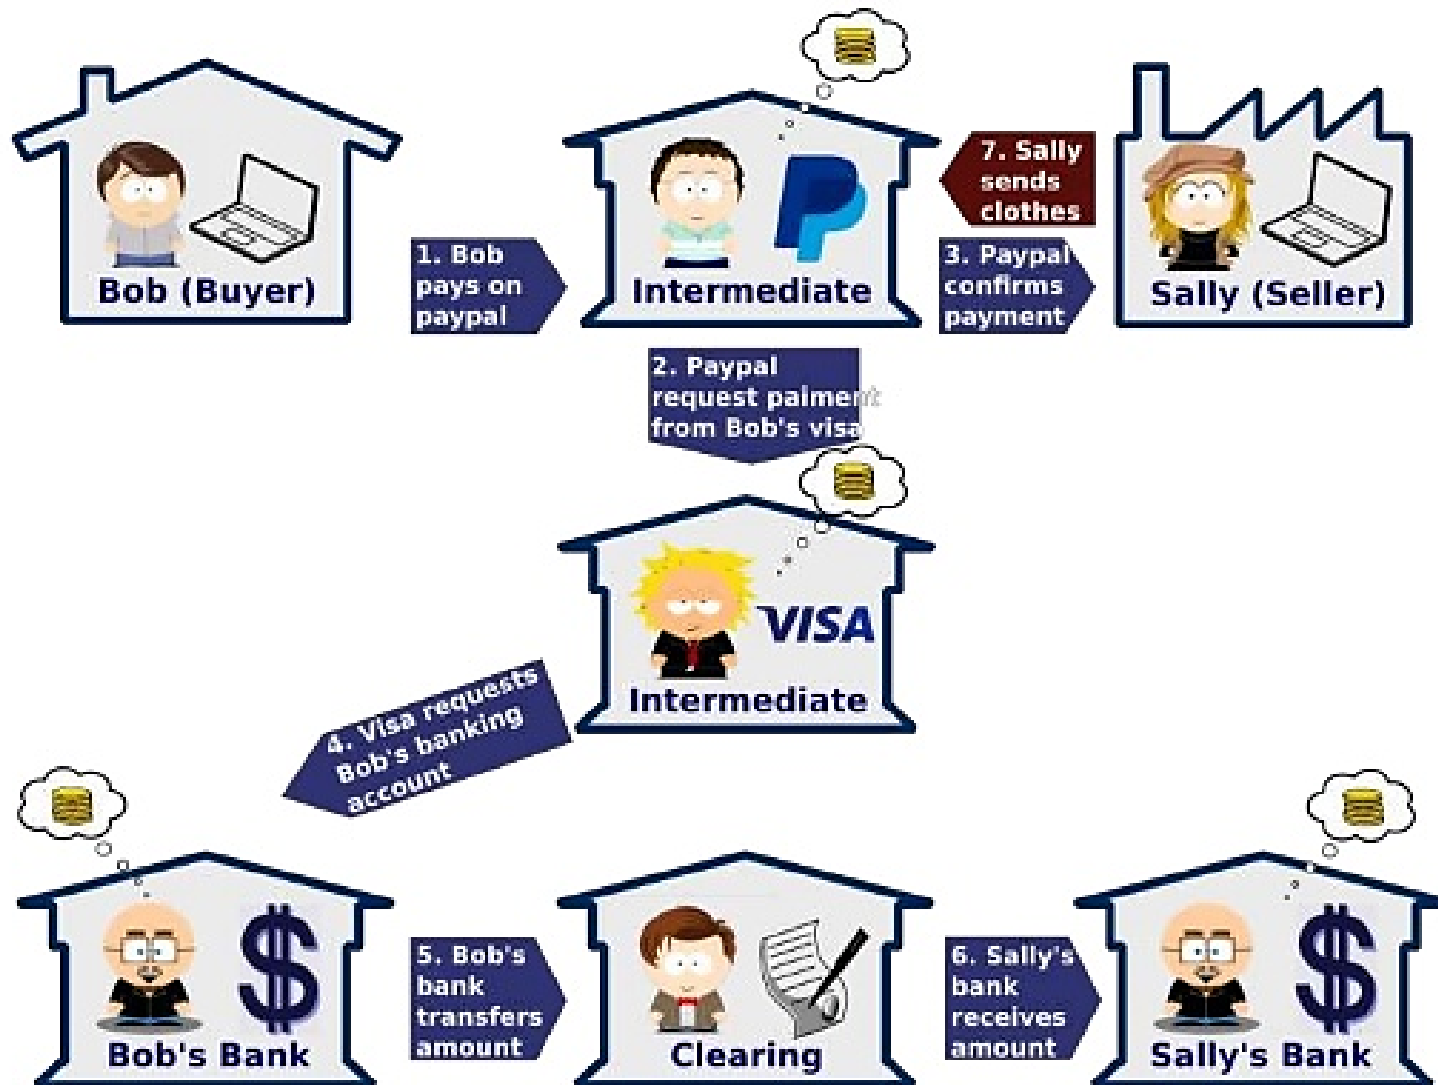 7. Sally
sends
clothes
1. Bob
pays on
paypal
3. Paypal
confirms
payment
Bob (Buyer)
Intermediate
Sally (Seller)
2. Paypal
request paiment
from Bob's visa
VISA
Intermediate
4. Visa requests
Bob's banking
account
$
$
5. Bob's
bank
transfers
amount
6. Sally's
bank
receives
amount
Bob's Bank
Clearing
Sally's Bank